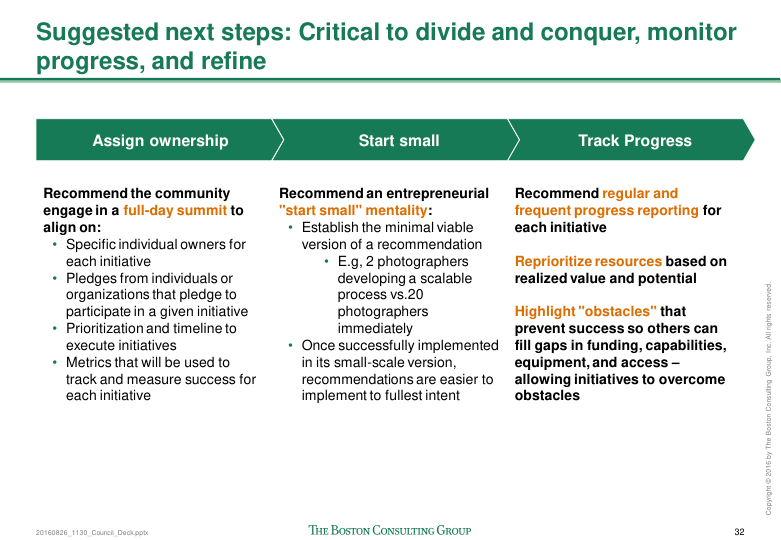 Suggested next steps: Critical to divide and conquer, monitor
progress, and refine
Assign ownership
Start small
Track Progress
Recommend the community
engage in a full-day summit to
align on:
• Specific individual owners for
each initiative
• Pledges from individuals or
organizations that pledge to
participate in a given initiative
• Prioritization and timeline to
execute initiatives
• Metrics that will be used to
track and measure success for
each initiative
Recommend an entrepreneurial
"start small" mentality:
• Establish the minimal viable
version of a recommendation
• E.g, 2 photographers
developing a scalable
process vs.20
photographers
immediately
• Once successfully implemented
in its small-scale version,
recommendations are easier to
implement to fullest intent
Recommend regular and
frequent progress reporting for
each initiative
Reprioritize resources based on
realized value and potential
Highlight "obstacles" that
prevent success so others can
fill gaps in funding, capabilities,
equipment, and access –
allowing initiatives to overcome
obstacles
Copyright © 2016 by The Boston Consulting Group, Inc. All rights reserved.
20160826_1130_Council_Deck.pptx
THE BOSTON CONSULTING GROUP
32